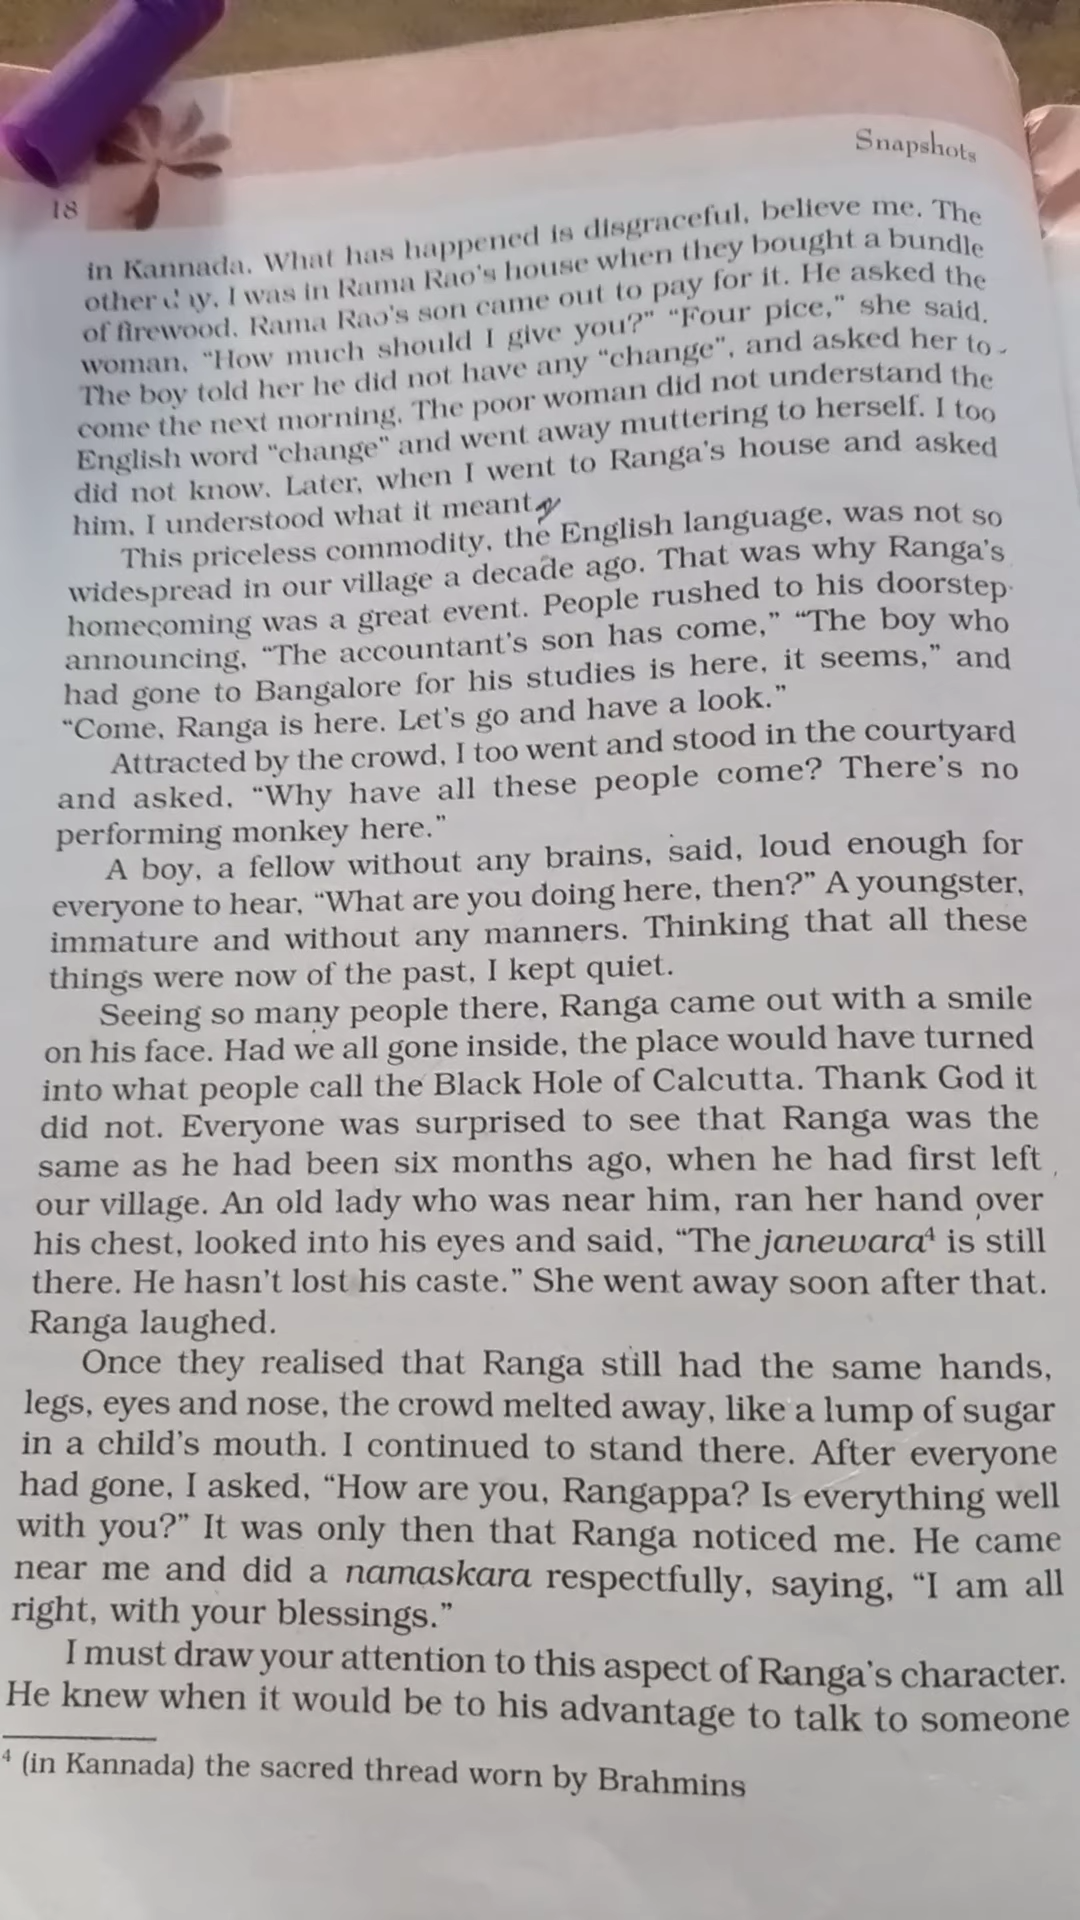 Snapshots
18
in Kannada. What has happened is disgraceful, believe me. The
other day, I was in Rama Rao's house when they bought a bundle
of firewood. Rama Rao's son came out to pay for it. He asked the
woman, “How much should I give you?” “Four pice,” she said.
The boy told her he did not have any “change”, and asked her to
come the next morning. The poor woman did not understand the
English word “change” and went away muttering to herself. I too
did not know. Later, when I went to Ranga's house and asked
him, I understood what it meant.
This priceless commodity, the English language, was not so
widespread in our village a decade ago. That was why Ranga's
homecoming was a great event. People rushed to his doorstep
announcing, “The accountant's son has come,” “The boy who
had gone to Bangalore for his studies is here, it seems,” and
“Come, Ranga is here. Let's go and have a look.”
Attracted by the crowd, I too went and stood in the courtyard
and asked, “Why have all these people come? There's no
performing monkey here.”
A boy, a fellow without any brains, said, loud enough for
everyone to hear, “What are you doing here, then?” A youngster,
immature and without any manners. Thinking that all these
things were now of the past, I kept quiet.
Seeing so many people there, Ranga came out with a smile
on his face. Had we all gone inside, the place would have turned
into what people call the Black Hole of Calcutta. Thank God it
did not. Everyone was surprised to see that Ranga was the
same as he had been six months ago, when he had first left
our village. An old lady who was near him, ran her hand over
his chest, looked into his eyes and said, “The janewara⁴ is still
there. He hasn't lost his caste.” She went away soon after that.
Ranga laughed.
Once they realised that Ranga still had the same hands,
legs, eyes and nose, the crowd melted away, like a lump of sugar
in a child's mouth. I continued to stand there. After everyone
had gone, I asked, “How are you, Rangappa? Is everything well
with you?” It was only then that Ranga noticed me. He came
near me and did a namaskara respectfully, saying, “I am all
right, with your blessings.”
I must draw your attention to this aspect of Ranga's character.
He knew when it would be to his advantage to talk to someone
⁴ (in Kannada) the sacred thread worn by Brahmins